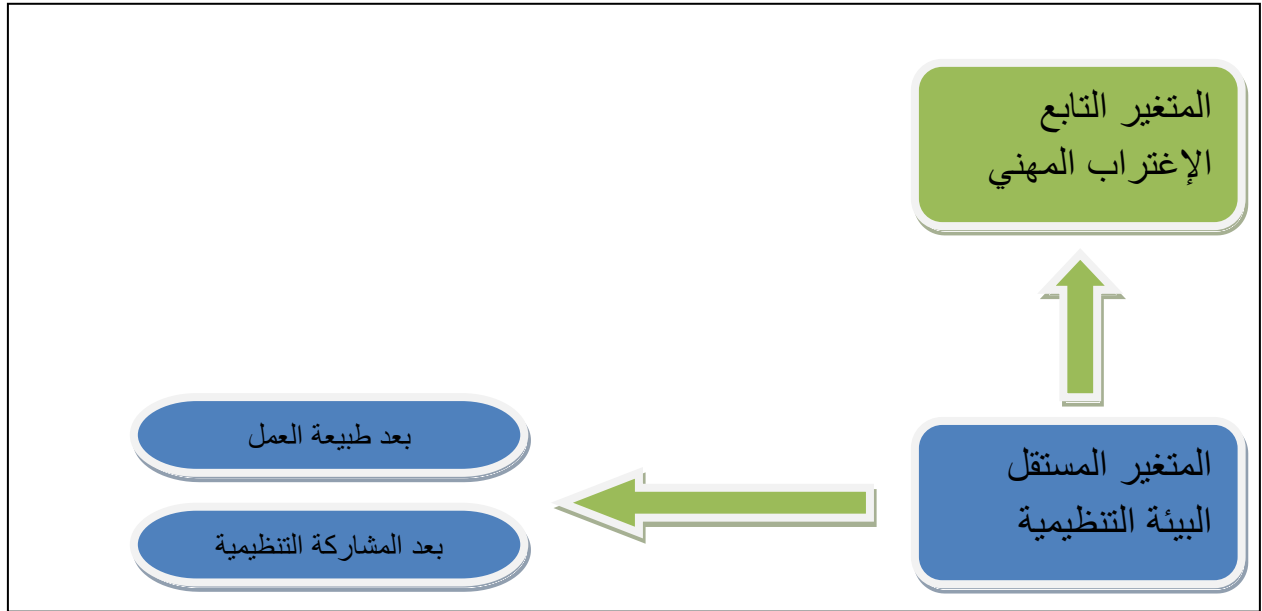 المتغير التابع
الإغتراب المهني
المتغير المستقل
البيئة التنظيمية
بعد طبيعة العمل
بعد المشاركة التنظيمية